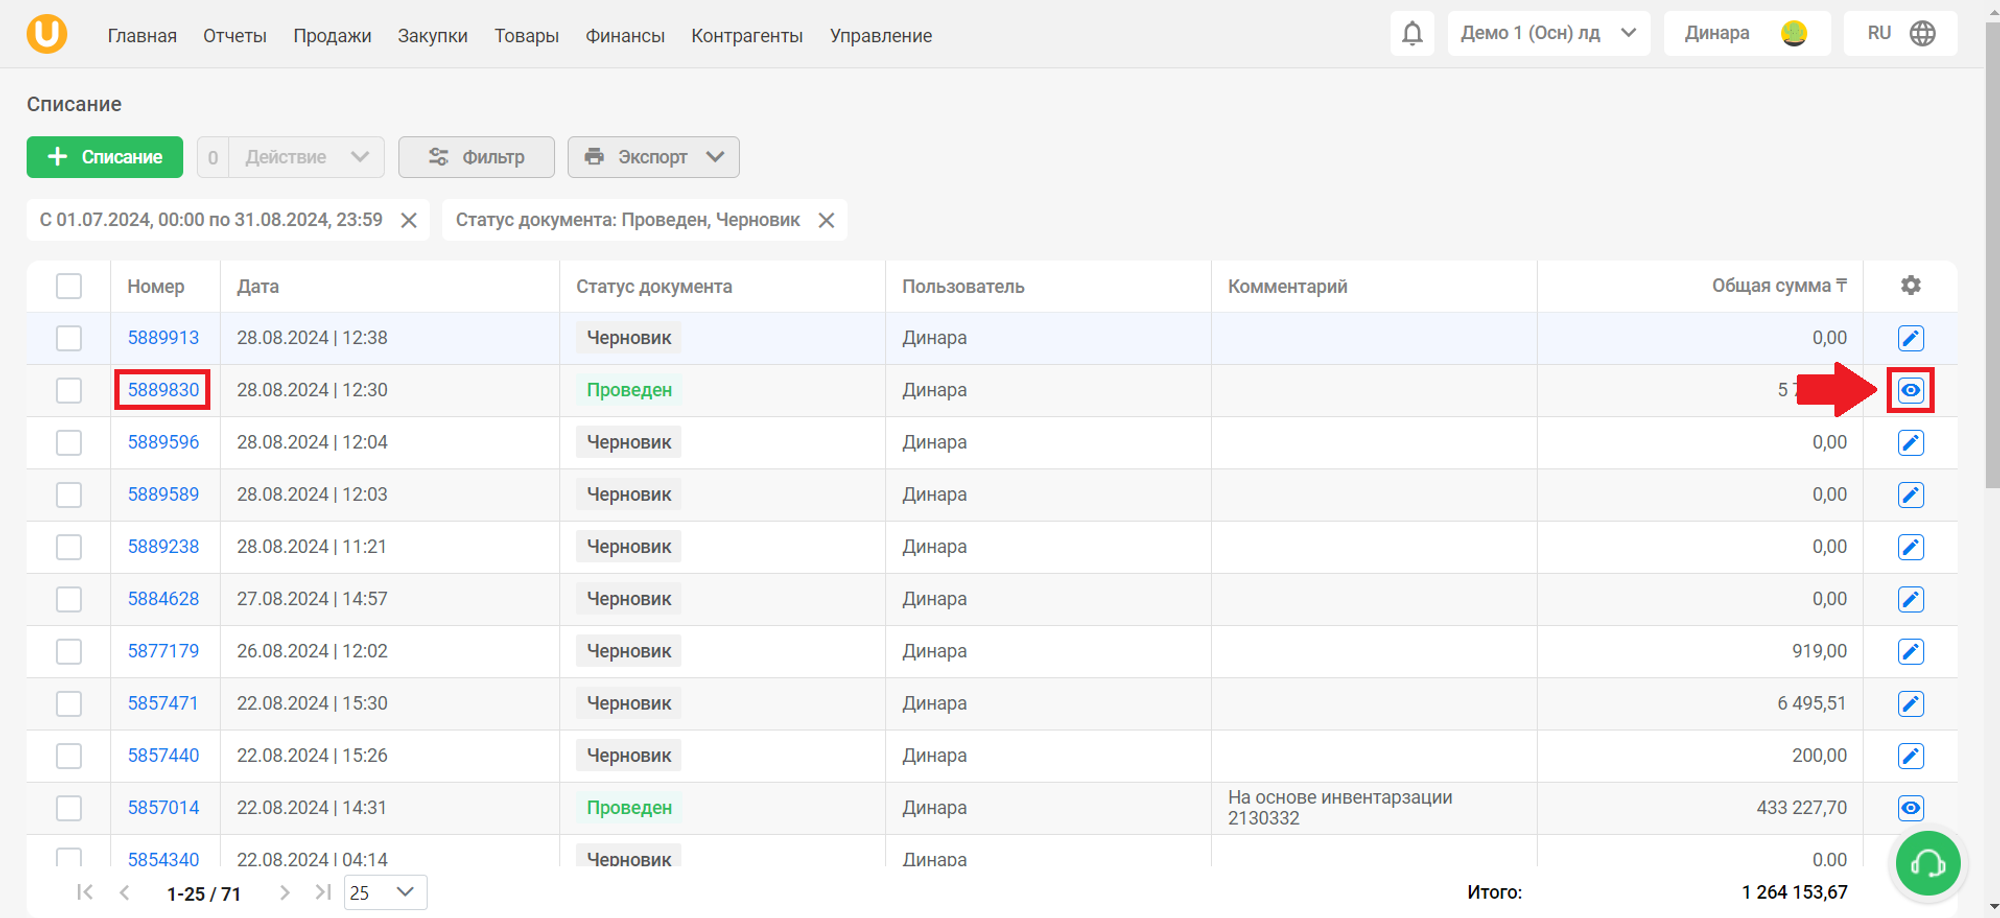 U Главная Отчеты Продажи Закупки Товары Финансы Контрагенты Управление Демо 1 (Осн) лд Динара RU
Списание
+ Списание 0 Действие Фильтр Экспорт
С 01.07.2024, 00:00 по 31.08.2024, 23:59 Статус документа: Проведен, Черновик
Номер Дата Статус документа Пользователь Комментарий Общая сумма ₸
5889913 28.08.2024 | 12:38 Черновик Динара 0,00
5889830 28.08.2024 | 12:30 Проведен Динара 5
5889596 28.08.2024 | 12:04 Черновик Динара 0,00
5889589 28.08.2024 | 12:03 Черновик Динара 0,00
5889238 28.08.2024 | 11:21 Черновик Динара 0,00
5884628 27.08.2024 | 14:57 Черновик Динара 0,00
5877179 26.08.2024 | 12:02 Черновик Динара 919,00
5857471 22.08.2024 | 15:30 Черновик Динара 6 495,51
5857440 22.08.2024 | 15:26 Черновик Динара 200,00
5857014 22.08.2024 | 14:31 Проведен Динара На основе инвентарзации 433 227,70
2130332
5854340 22.08.2024 | 04:14 Черновик Динара 0,00
1-25 / 71 25 Итого: 1 264 153,67